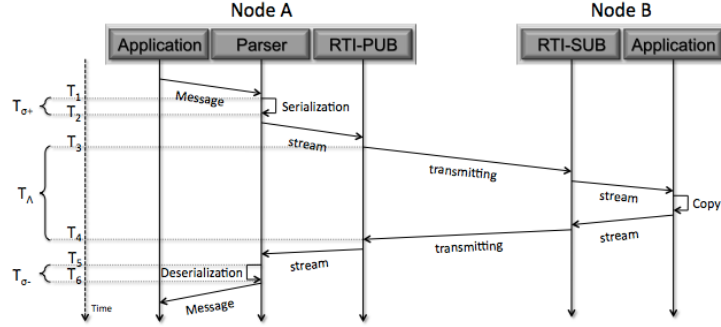 Node A
Node B
Application
Parser
RTI-PUB
RTI-SUB
Application
T1
Message
Tσ+
Serialization
T2
stream
T3
transmitting
TΛ
stream
Copy
T4
stream
transmitting
T5
stream
Tσ-
Deserialization
T6
Message
Time